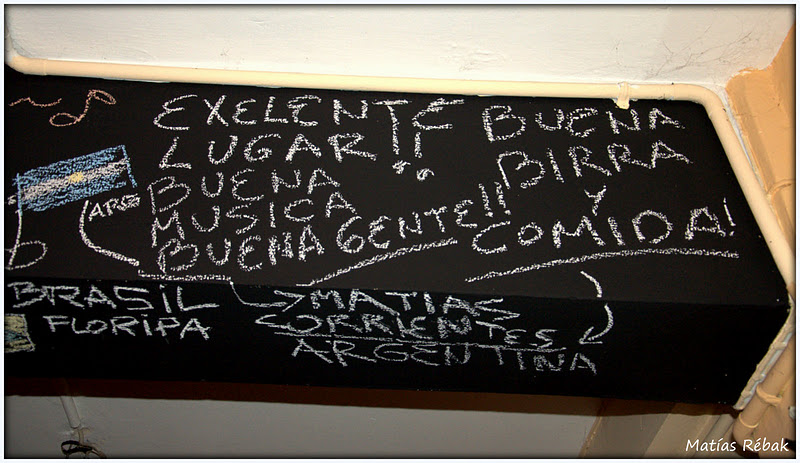 EXELENTE
LUGAR!!
BUENA
MUSICA
BUENA GENTE!!
BUENA
BIRRA
Y
COMIDA!
ARG
BRASIL
FLORIPA
MATIAS
CORRIENTES
ARGENTINA
Matías Rébak